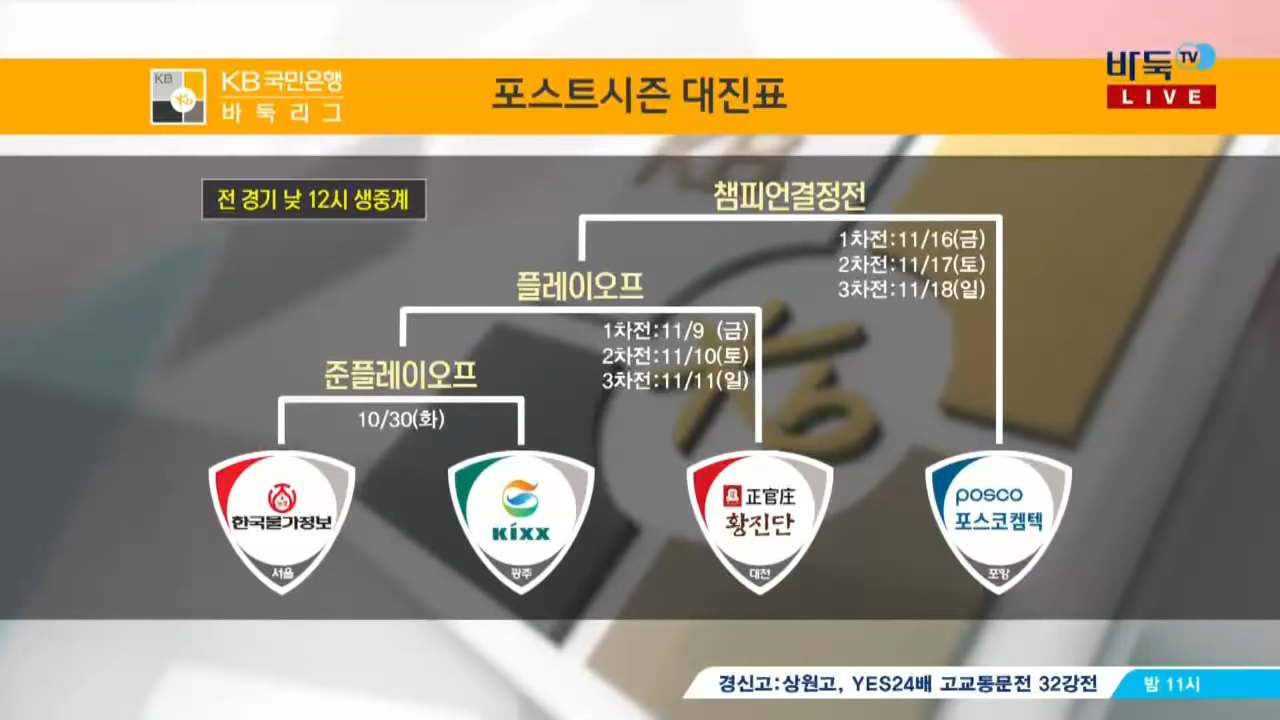 KB
KB국민은행
바둑리그
포스트시즌 대진표
바둑TV
LIVE
전 경기 낮 12시 생중계
챔피언결정전
1차전:11/16(금)
2차전:11/17(토)
3차전:11/18(일)
플레이오프
1차전:11/9 (금)
2차전:11/10(토)
3차전:11/11(일)
준플레이오프
10/30(화)
한국물가정보
서울
KIXX
광주
正官庄
황진단
대전
posco
포스코켐텍
포항
경신고:상원고, YES24배 고교동문전 32강전
밤 11시